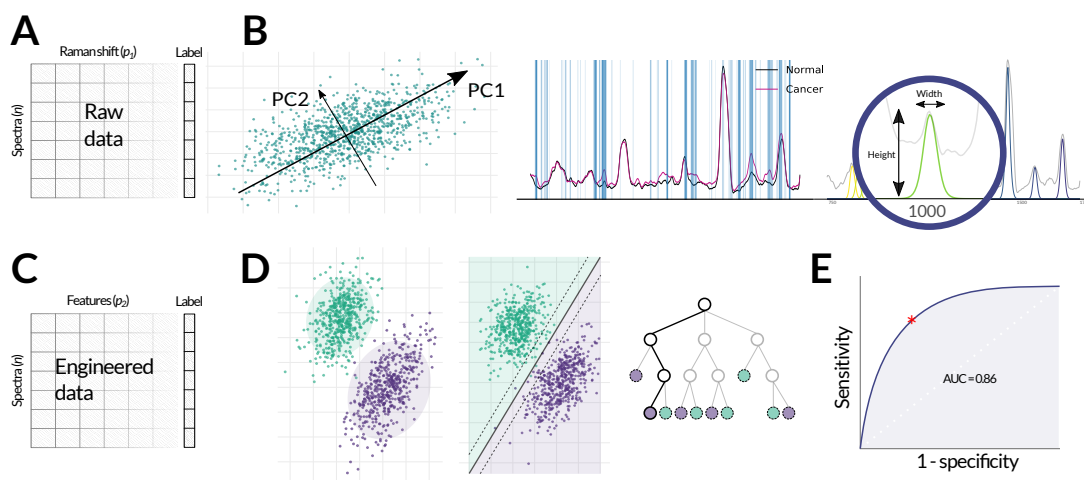 A
Raman shift (p1)
Label
Spectra (n)
Raw
data
B
PC2
PC1
Normal
Cancer
Width
Height
750
1000
C
Features (p2)
Label
Spectra (n)
Engineered
data
D
E
Sensitivity
AUC = 0.86
1 - specificity